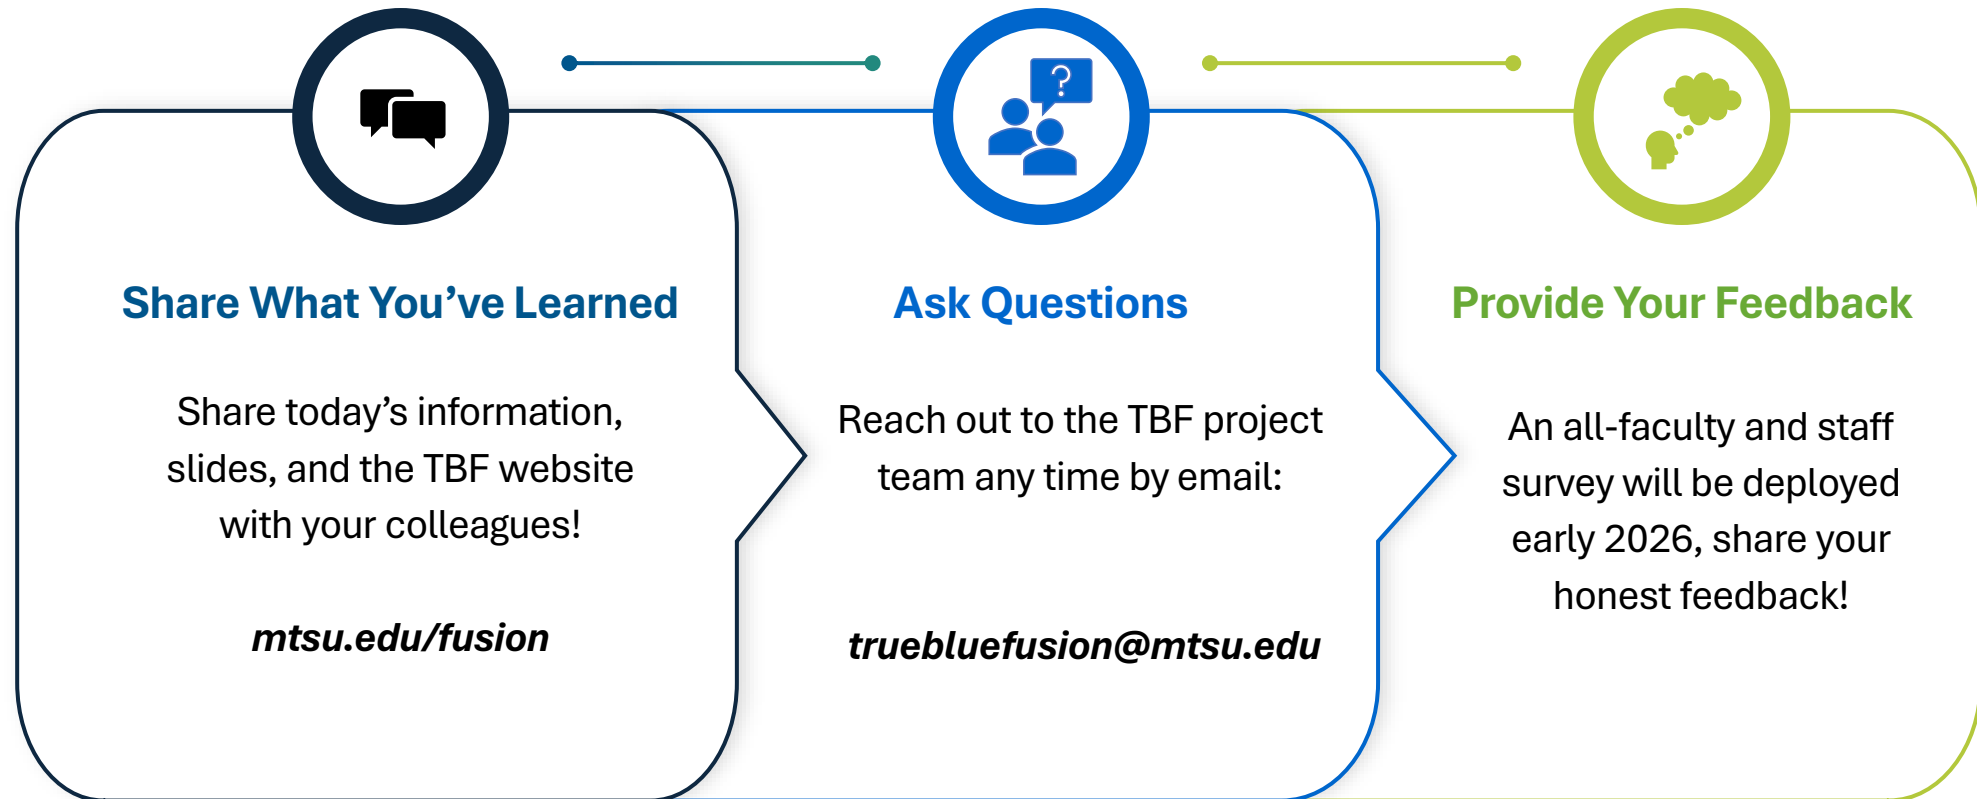 ?
Share What You’ve Learned
Share today’s information,
slides, and the TBF website
with your colleagues!
mtsu.edu/fusion
Ask Questions
Reach out to the TBF project
team any time by email:
truebluefusion@mtsu.edu
Provide Your Feedback
An all-faculty and staff
survey will be deployed
early 2026, share your
honest feedback!